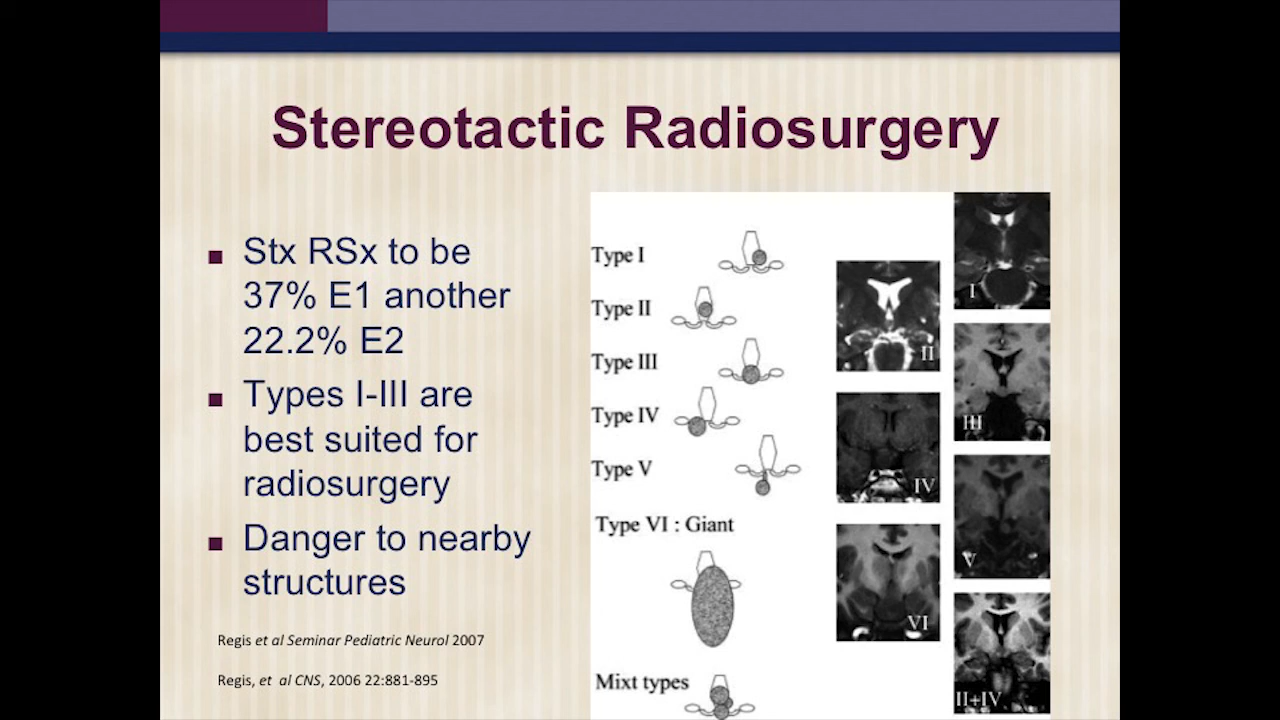 Stereotactic Radiosurgery
■ Stx RSx to be
37% E1 another
22.2% E2
■ Types I-III are
best suited for
radiosurgery
■ Danger to nearby
structures
Regis et al Seminar Pediatric Neurol 2007
Regis, et al CNS, 2006 22:881-895
Type I
Type II
Type III
Type IV
Type V
Type VI : Giant
Mixt types
I
II
III
IV
V
VI
II+IV